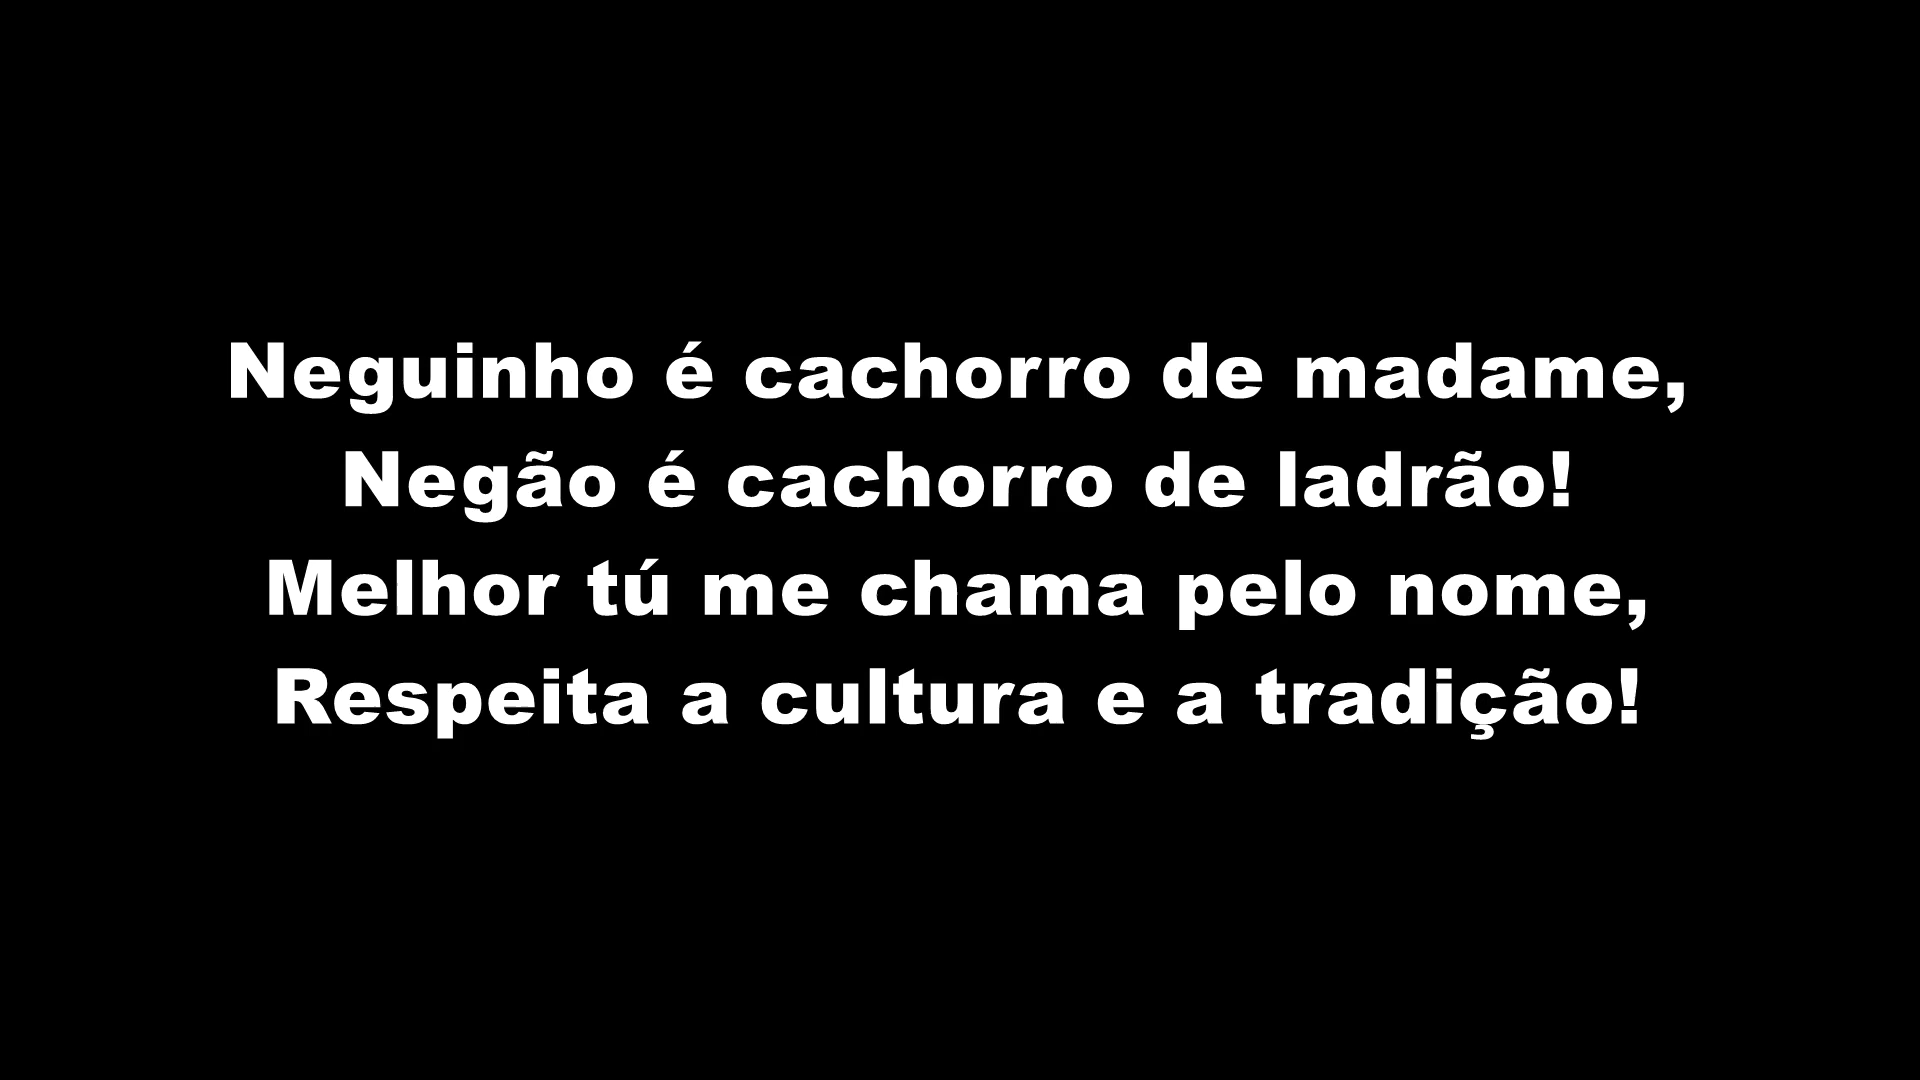 Neguinho é cachorro de madame,
Negão é cachorro de ladrão!
Melhor tú me chama pelo nome,
Respeita a cultura e a tradição!